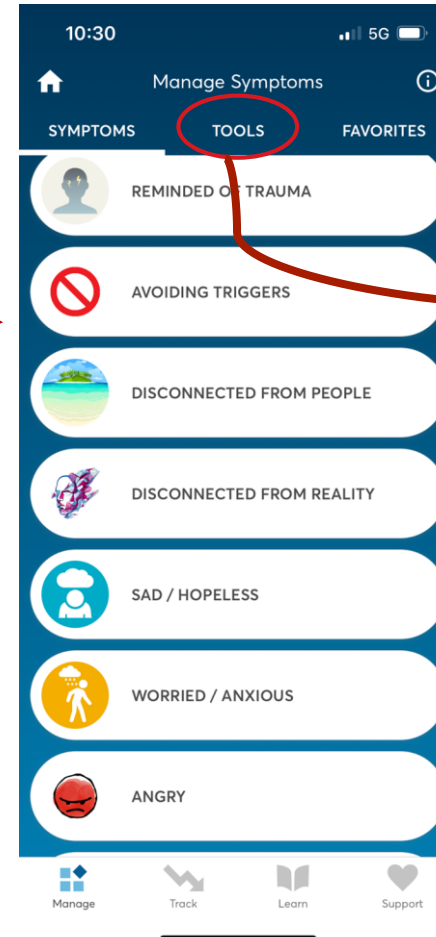 10:30 5G
Manage Symptoms
SYMPTOMS TOOLS FAVORITES
REMINDED OF TRAUMA
AVOIDING TRIGGERS
DISCONNECTED FROM PEOPLE
DISCONNECTED FROM REALITY
SAD / HOPELESS
WORRIED / ANXIOUS
ANGRY
Manage Track Learn Support